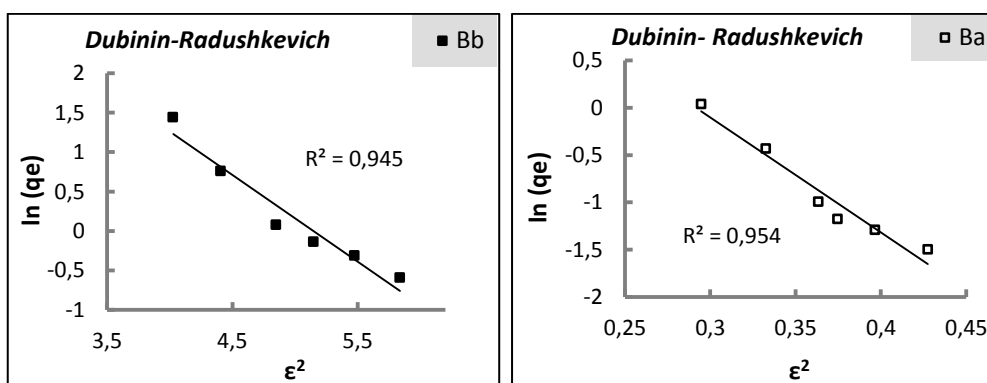 Dubinin-Radushkevich
Bb
2
1,5
1
0,5
0
-0,5
-1
ln (qe)
R² = 0,945
3,5 4,5 5,5
ε²
Dubinin- Radushkevich
Ba
0,5
0
-0,5
-1
-1,5
-2
ln (qe)
R² = 0,954
0,25 0,3 0,35 0,4 0,45
ε²